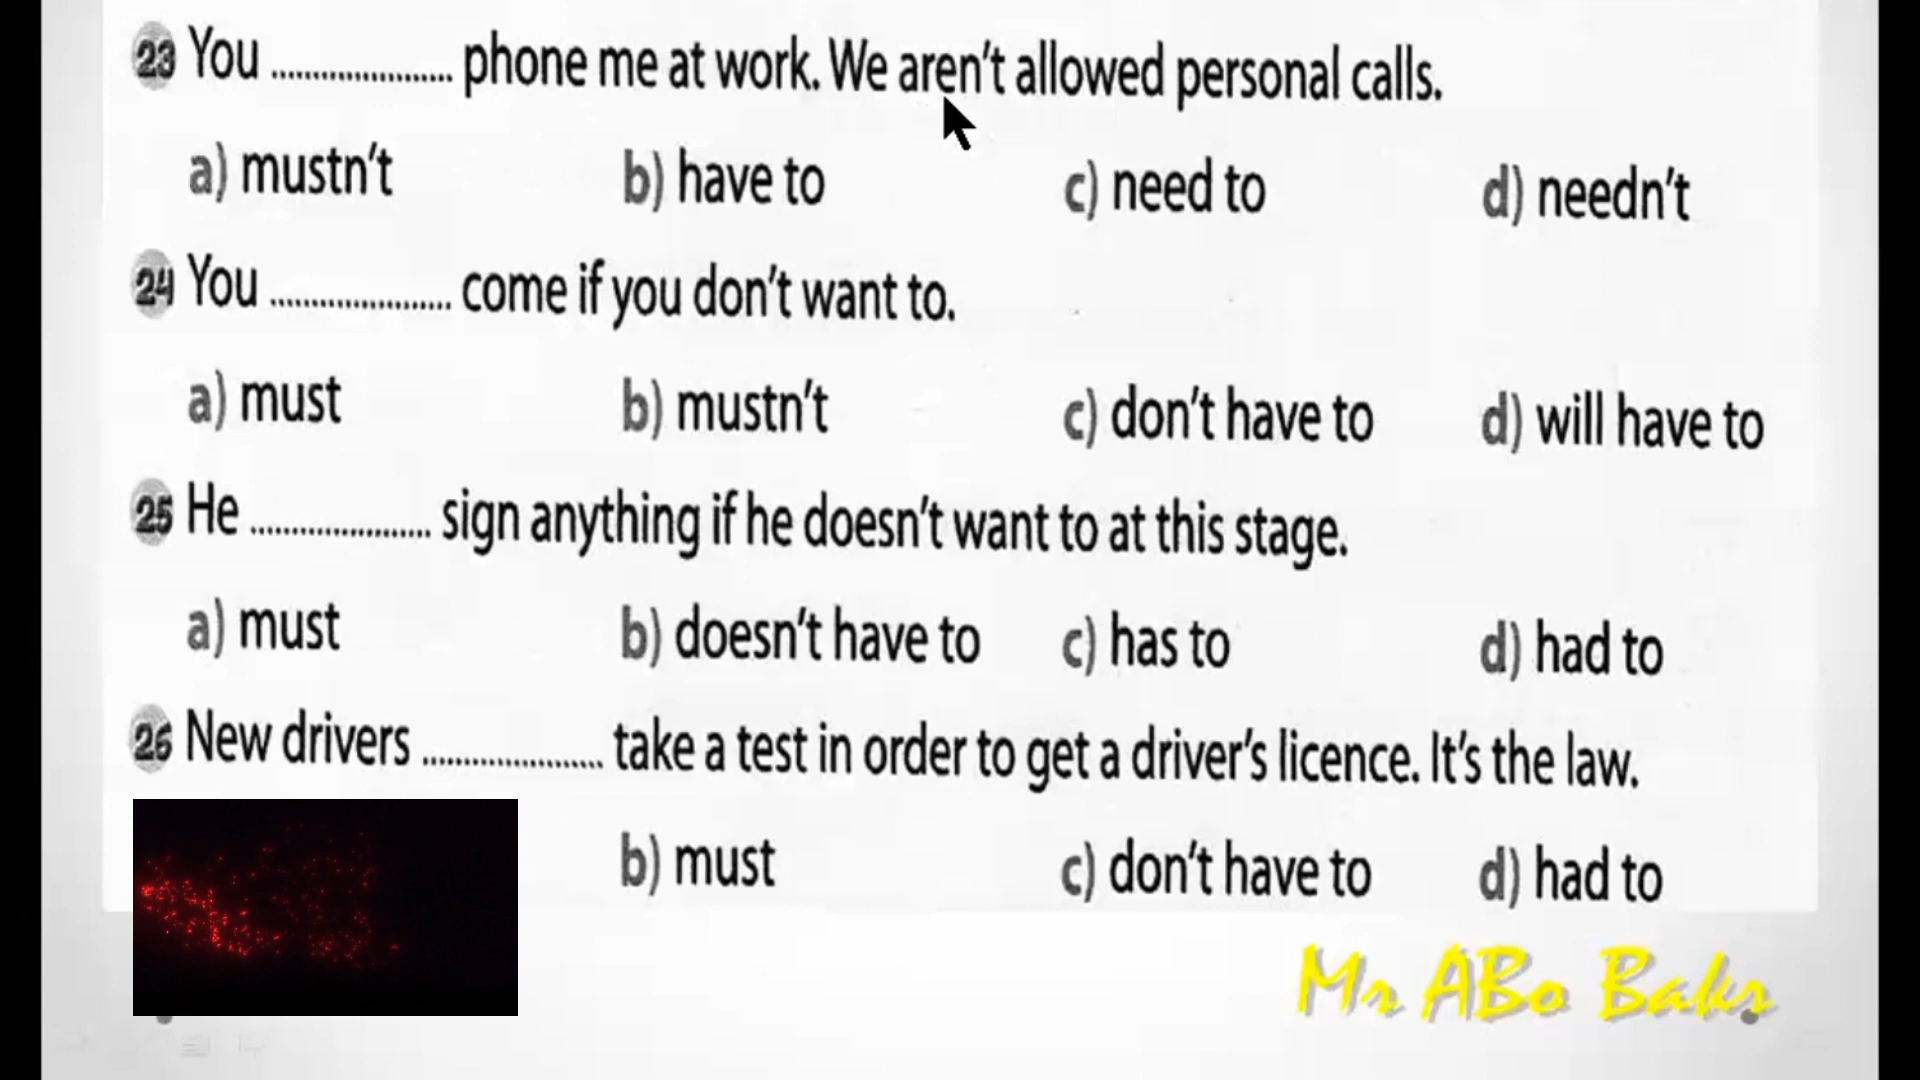 23 You ..................... phone me at work. We aren't allowed personal calls.
a) mustn't b) have to c) need to d) needn't
24 You ..................... come if you don't want to.
a) must b) mustn't c) don't have to d) will have to
25 He ..................... sign anything if he doesn't want to at this stage.
a) must b) doesn't have to c) has to d) had to
26 New drivers ..................... take a test in order to get a driver's licence. It's the law.
b) must c) don't have to d) had to
Mr ABo Bakr